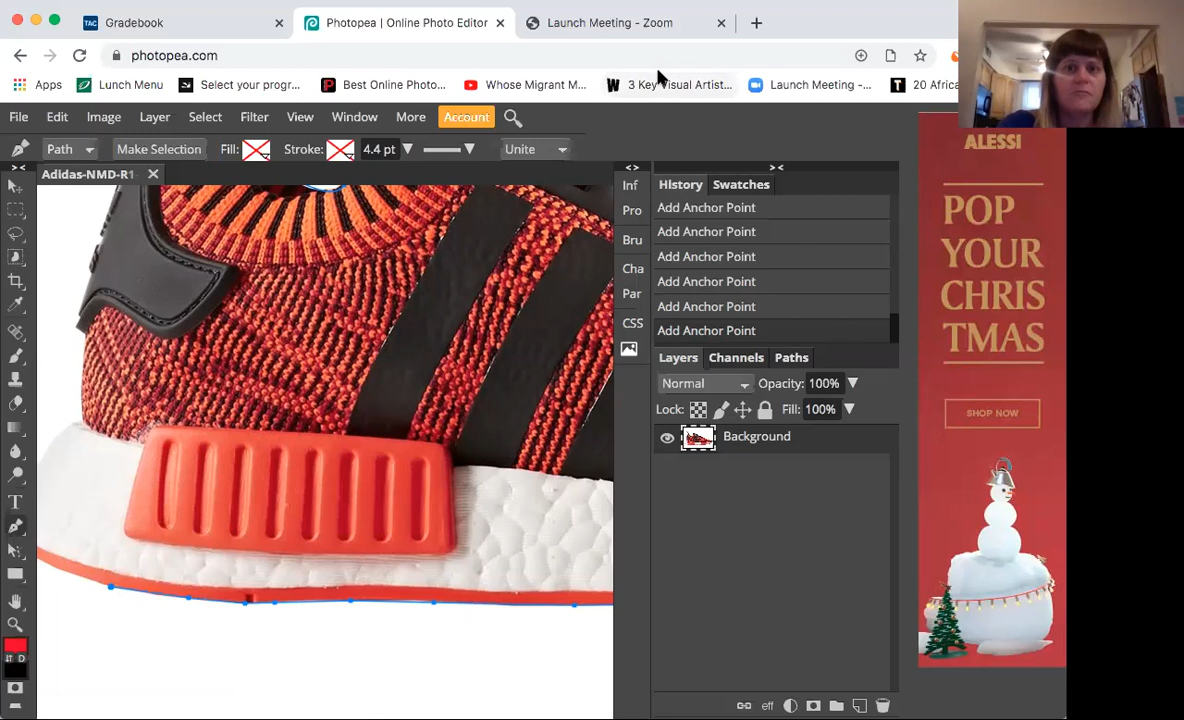 Gradebook
Photopea | Online Photo Editor
Launch Meeting - Zoom
photopea.com
Apps
Lunch Menu
Select your progr...
Best Online Photo...
Whose Migrant M...
3 Key Visual Artist...
Launch Meeting -...
20 Africa
File Edit Image Layer Select Filter View Window More Account
Path Make Selection Fill: Stroke: 4.4 pt Unite
Adidas-NMD-R1-
Inf
Pro
Bru
Cha
Par
CSS
History Swatches
Add Anchor Point
Add Anchor Point
Add Anchor Point
Add Anchor Point
Add Anchor Point
Add Anchor Point
Layers Channels Paths
Normal Opacity: 100%
Lock: Fill: 100%
Background
eff
D
ALESSI
POP
YOUR
CHRIS
TMAS
SHOP NOW